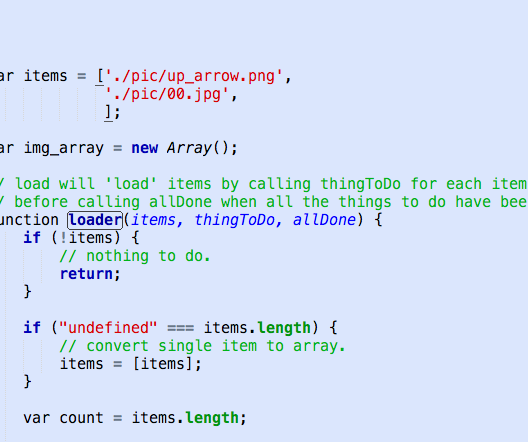 ar items = ['./pic/up_arrow.png',
'./pic/00.jpg',
];
ar img_array = new Array();
/ load will 'load' items by calling thingToDo for each item
/ before calling allDone when all the things to do have bee
unction loader(items, thingToDo, allDone) {
if (!items) {
// nothing to do.
return;
}
if ("undefined" === items.length) {
// convert single item to array.
items = [items];
}
var count = items.length;